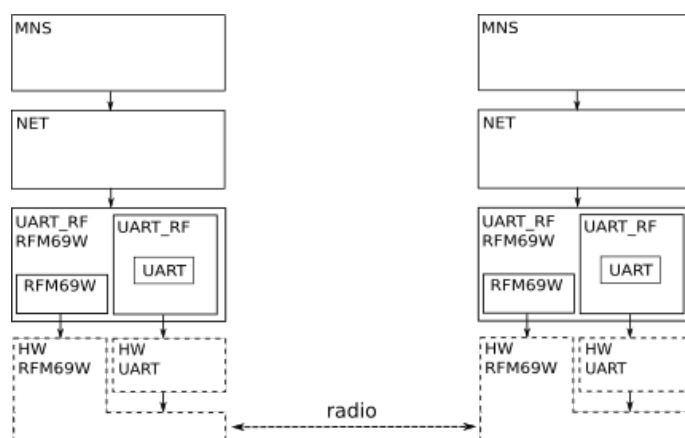 MNS
NET
UART_RF
RFM69W
UART_RF
UART
RFM69W
HW
RFM69W
HW
UART
radio
MNS
NET
UART_RF
RFM69W
UART_RF
UART
RFM69W
HW
RFM69W
HW
UART